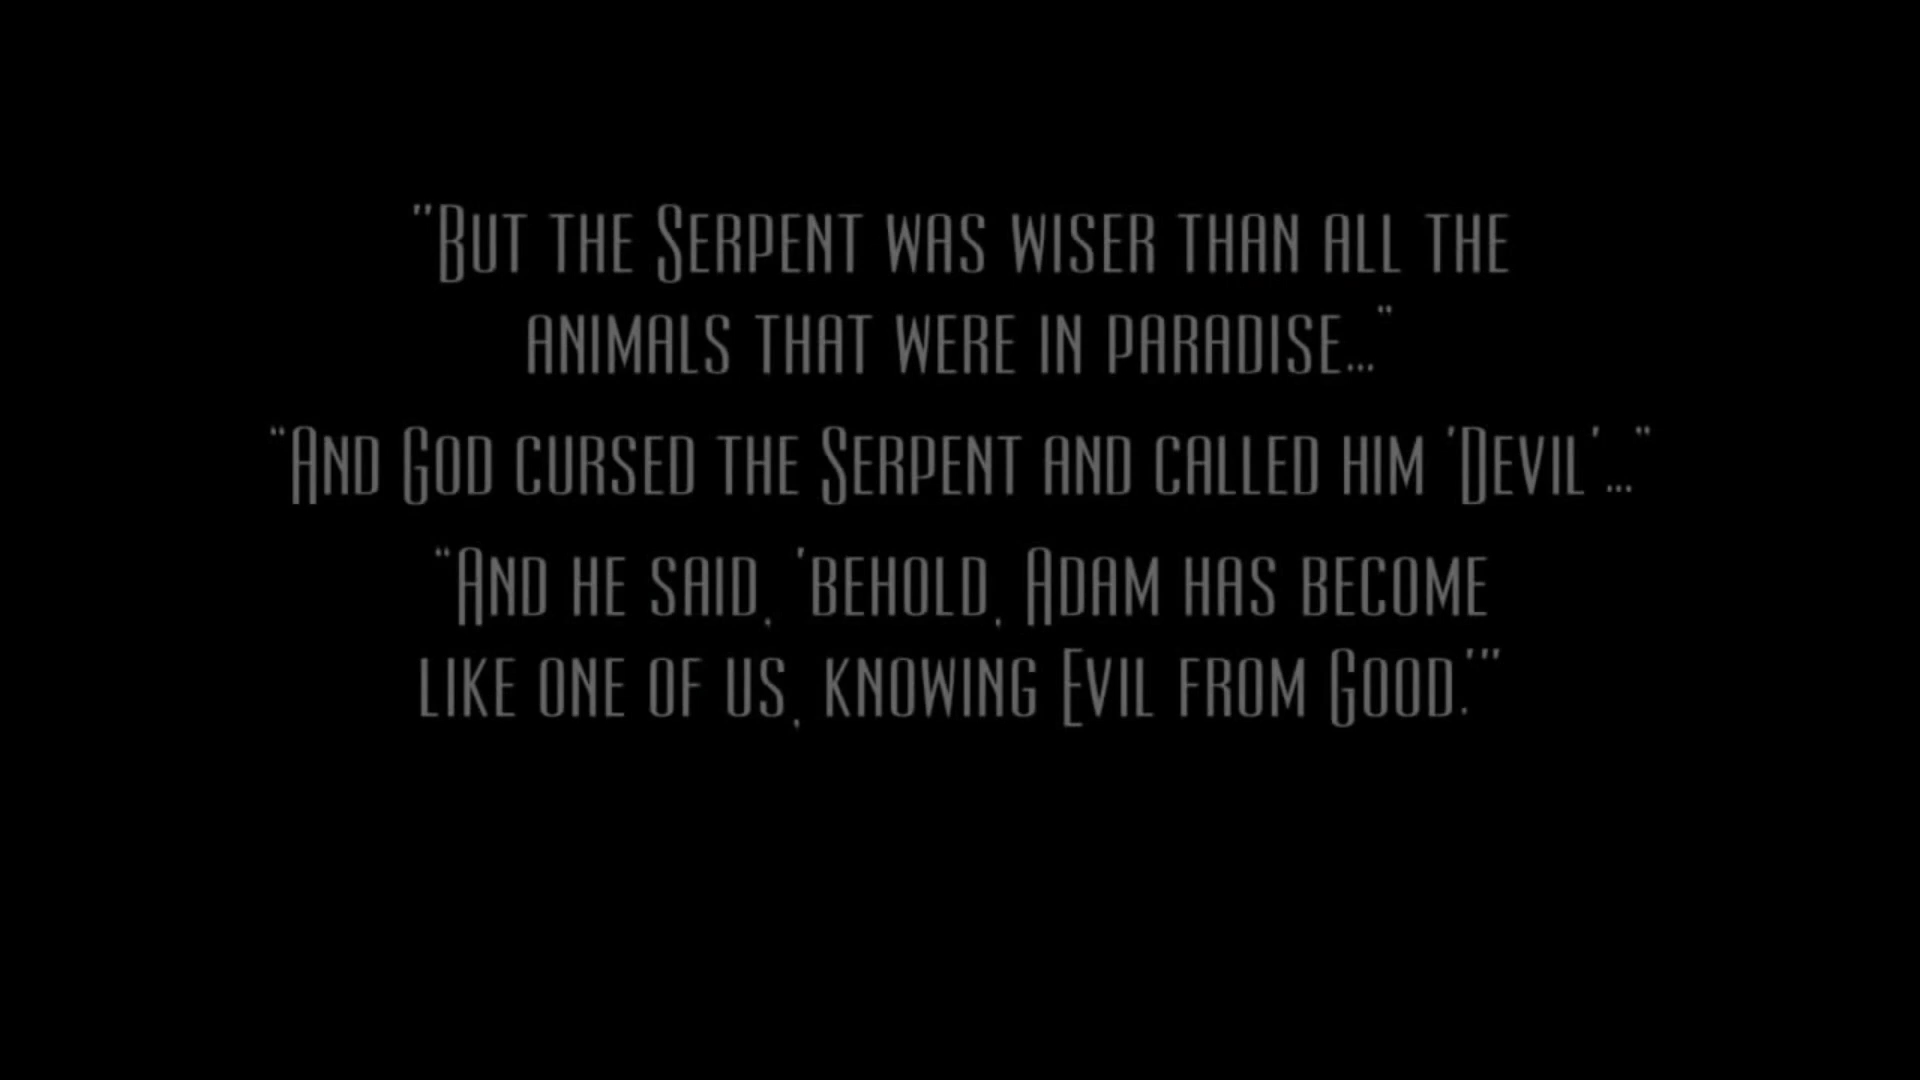 "But the Serpent was wiser than all the
animals that were in paradise..."
"And God cursed the Serpent and called him 'Devil'..."
"And he said, 'behold, Adam has become
like one of us, knowing Evil from Good.'"